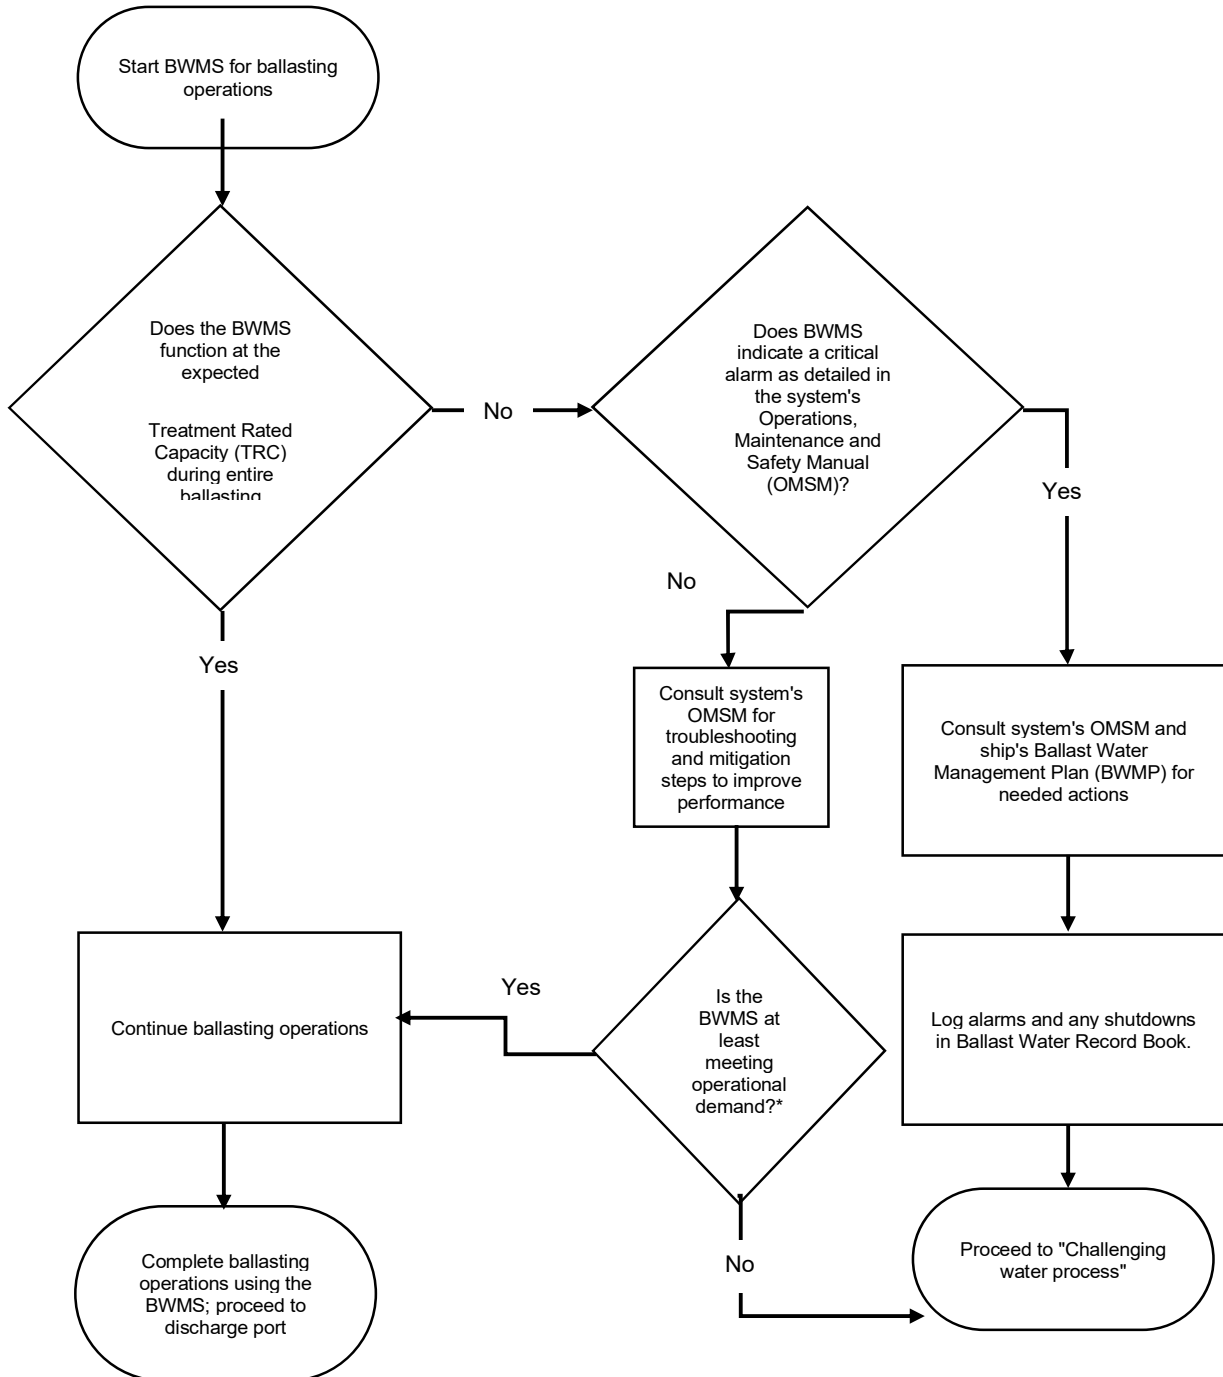 Start BWMS for ballasting
operations
Does the BWMS
function at the
expected
Treatment Rated
Capacity (TRC)
during entire
ballasting
No
Does BWMS
indicate a critical
alarm as detailed in
the system's
Operations,
Maintenance and
Safety Manual
(OMSM)?
Yes
No
Yes
Consult system's
OMSM for
troubleshooting
and mitigation
steps to improve
performance
Consult system's OMSM and
ship's Ballast Water
Management Plan (BWMP) for
needed actions
Continue ballasting operations
Yes
Is the
BWMS at
least
meeting
operational
demand?*
Log alarms and any shutdowns
in Ballast Water Record Book.
Complete ballasting
operations using the
BWMS; proceed to
discharge port
No
Proceed to "Challenging
water process"